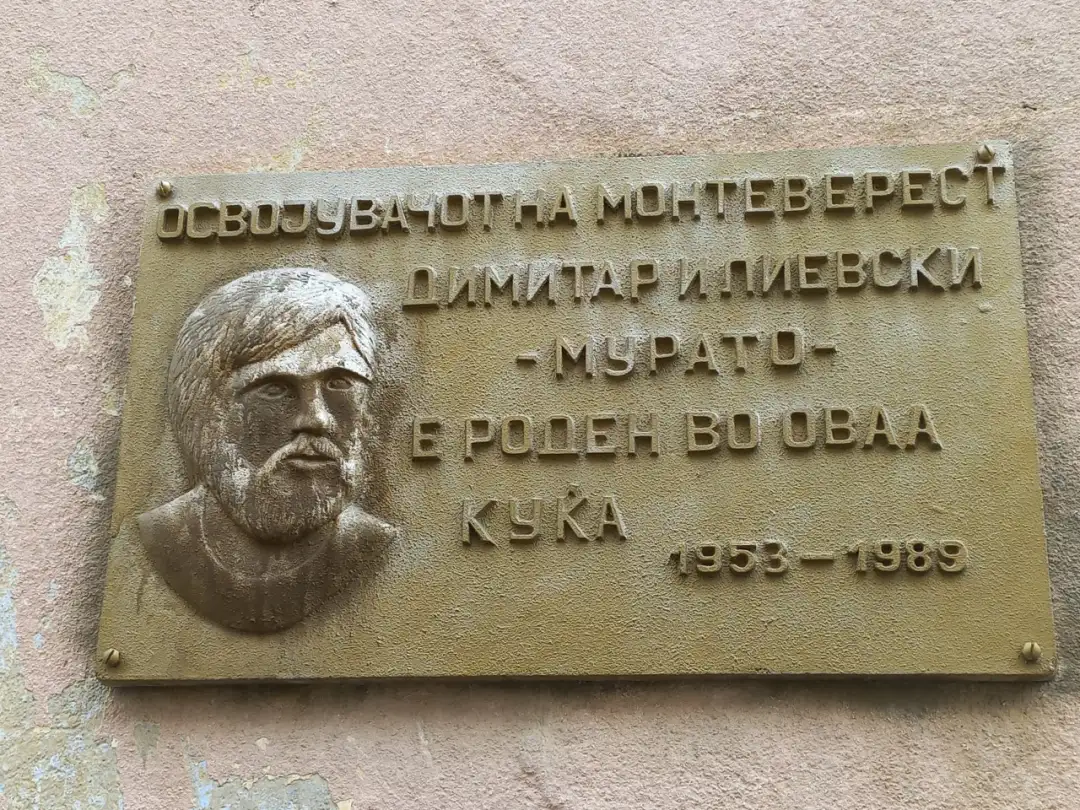 ОСВОЈУВАЧОТ НА МОНТЕВЕРЕСТ
ДИМИТАР ИЛИЕВСКИ
-МУРАТО-
Е РОДЕН ВО ОВАА
КУЌА
1953-1989